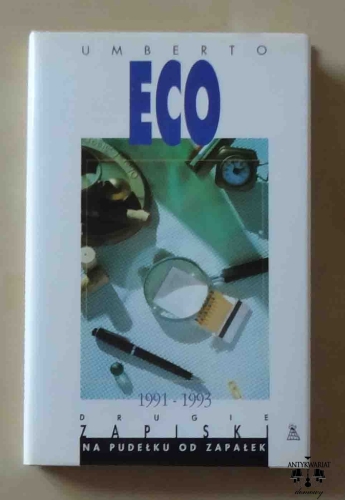 UMBERTO
ECO
1991-1993
DRUGIE
ZAPISKI
NA PUDEŁKU OD ZAPAŁEK
ANTYKWARIAT